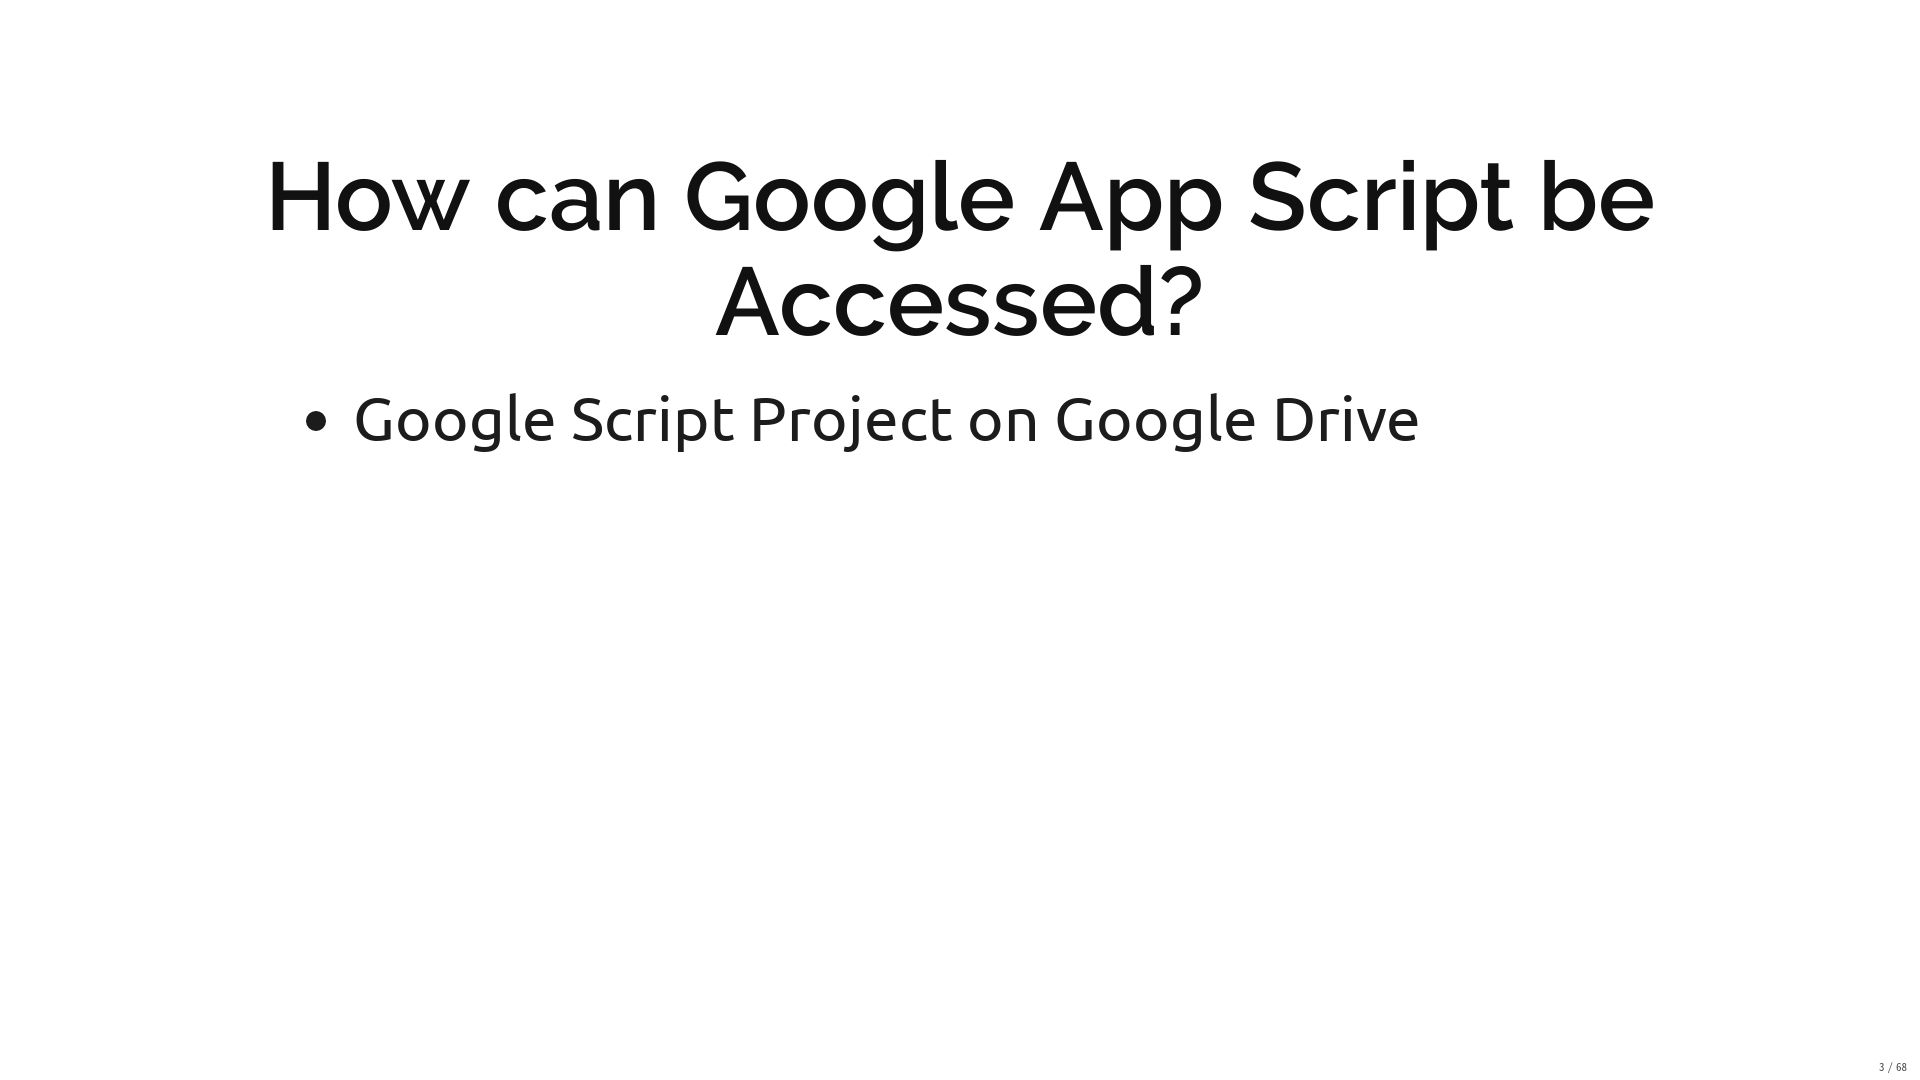 How can Google App Script be
Accessed?
• Google Script Project on Google Drive
3 / 68